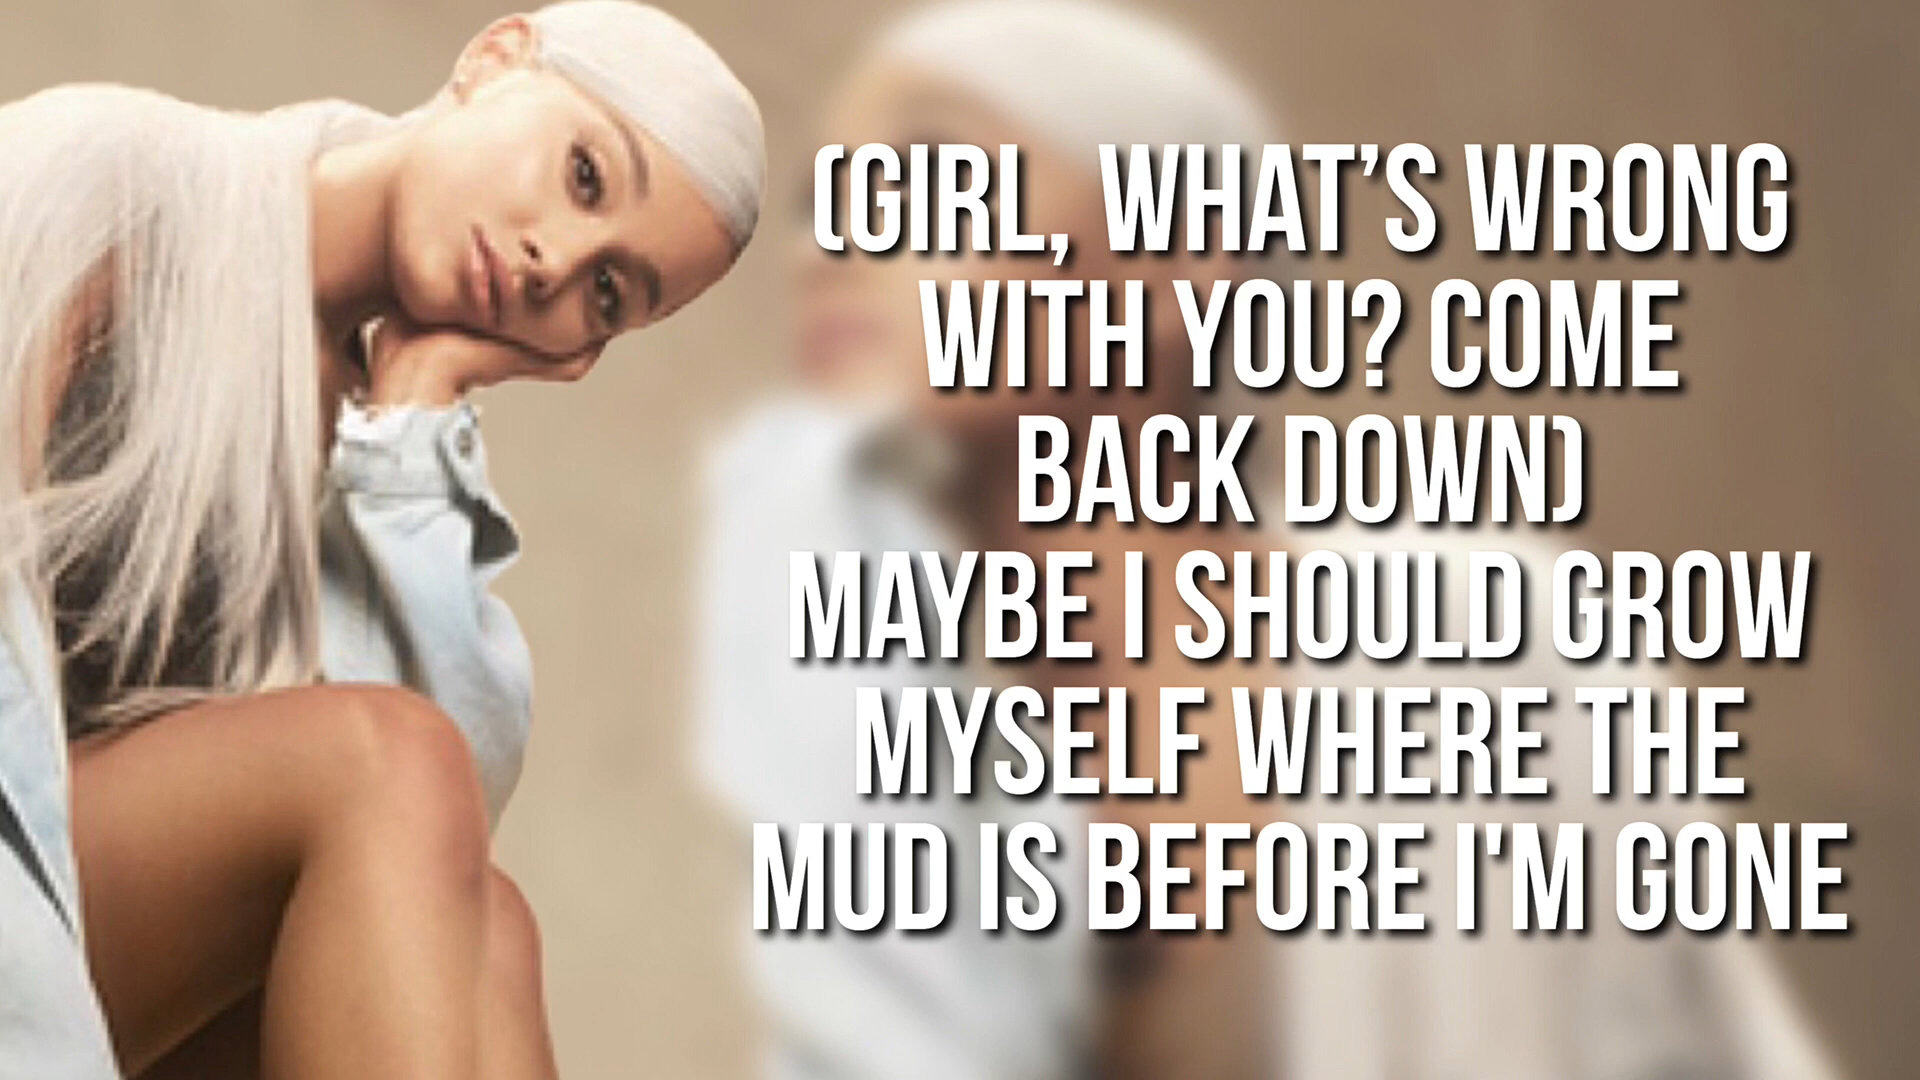 (GIRL, WHAT’S WRONG
WITH YOU? COME
BACK DOWN)
MAYBE I SHOULD GROW
MYSELF WHERE THE
MUD IS BEFORE I'M GONE